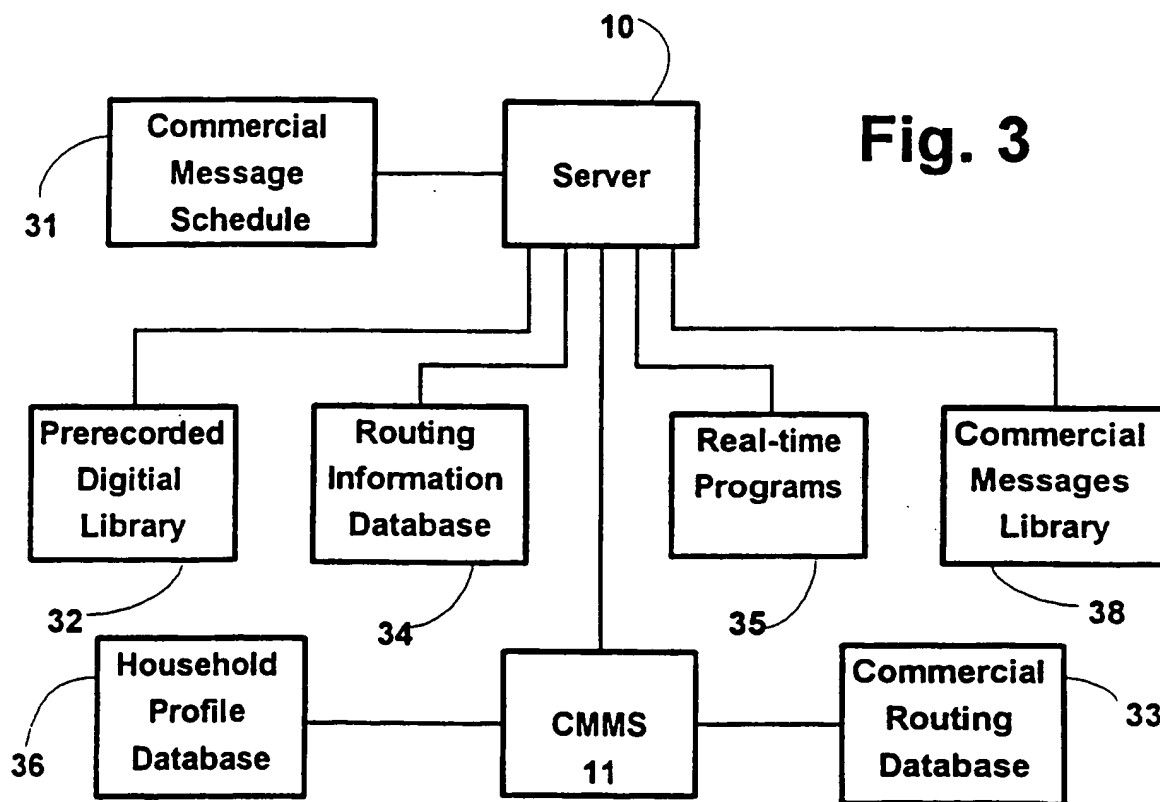 10
Commercial
Message
Schedule
Server
Fig. 3
31
Prerecorded
Digitial
Library
Routing
Information
Database
Real-time
Programs
Commercial
Messages
Library
32
34
35
38
Household
Profile
Database
CMMS
11
Commercial
Routing
Database
36
33